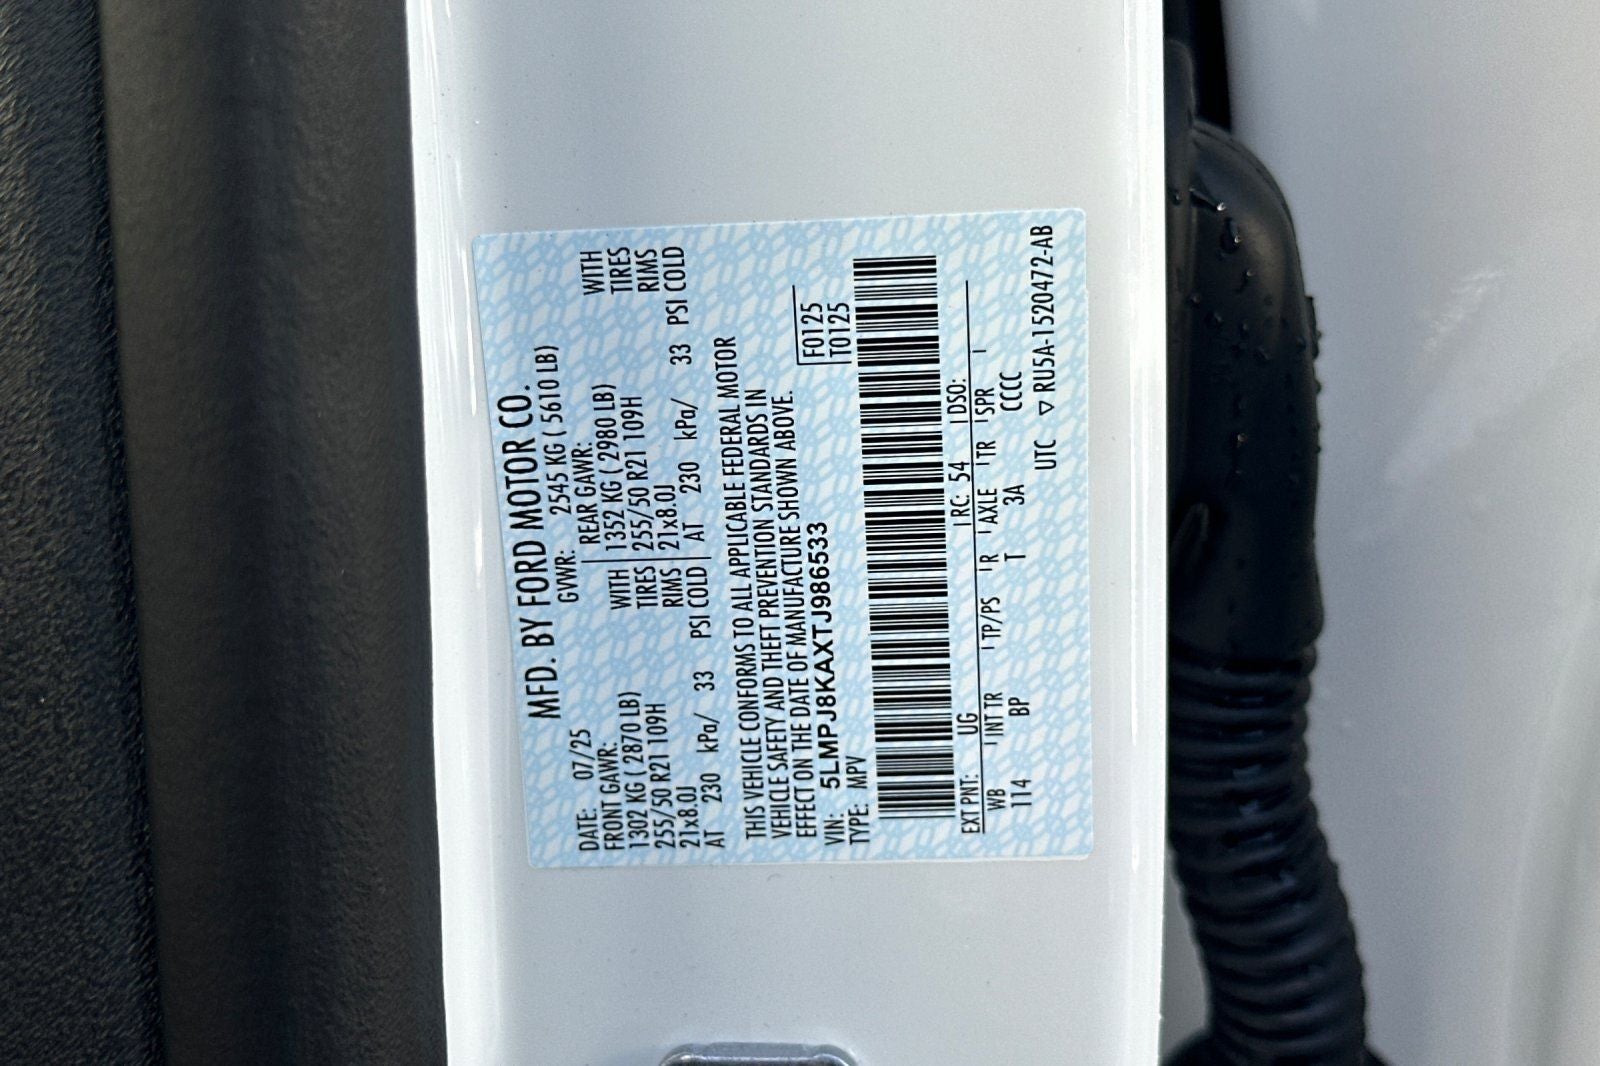 MFD. BY FORD MOTOR CO.
DATE: 07/25 GVWR: 2545 KG ( 5610 LB)
FRONT GAWR: REAR GAWR:
1302 KG ( 2870 LB) WITH 1352 KG ( 2980 LB) WITH
255/50 R21 109H TIRES 255/50 R21 109H TIRES
21x8.0J RIMS 21x8.0J RIMS
AT 230 kPa/ 33 PSI COLD AT 230 kPa/ 33 PSI COLD
THIS VEHICLE CONFORMS TO ALL APPLICABLE FEDERAL MOTOR
VEHICLE SAFETY AND THEFT PREVENTION STANDARDS IN
EFFECT ON THE DATE OF MANUFACTURE SHOWN ABOVE.
F0125
VIN: 5LMPJ8KAXTJ986533 T0125
TYPE: MPV
EXT PNT: UG RC: 54 DSO:
WB INT TR TP/PS R AXLE TR SPR
114 BP T 3A CCCC
UTC ▽ RU5A-1520472-AB